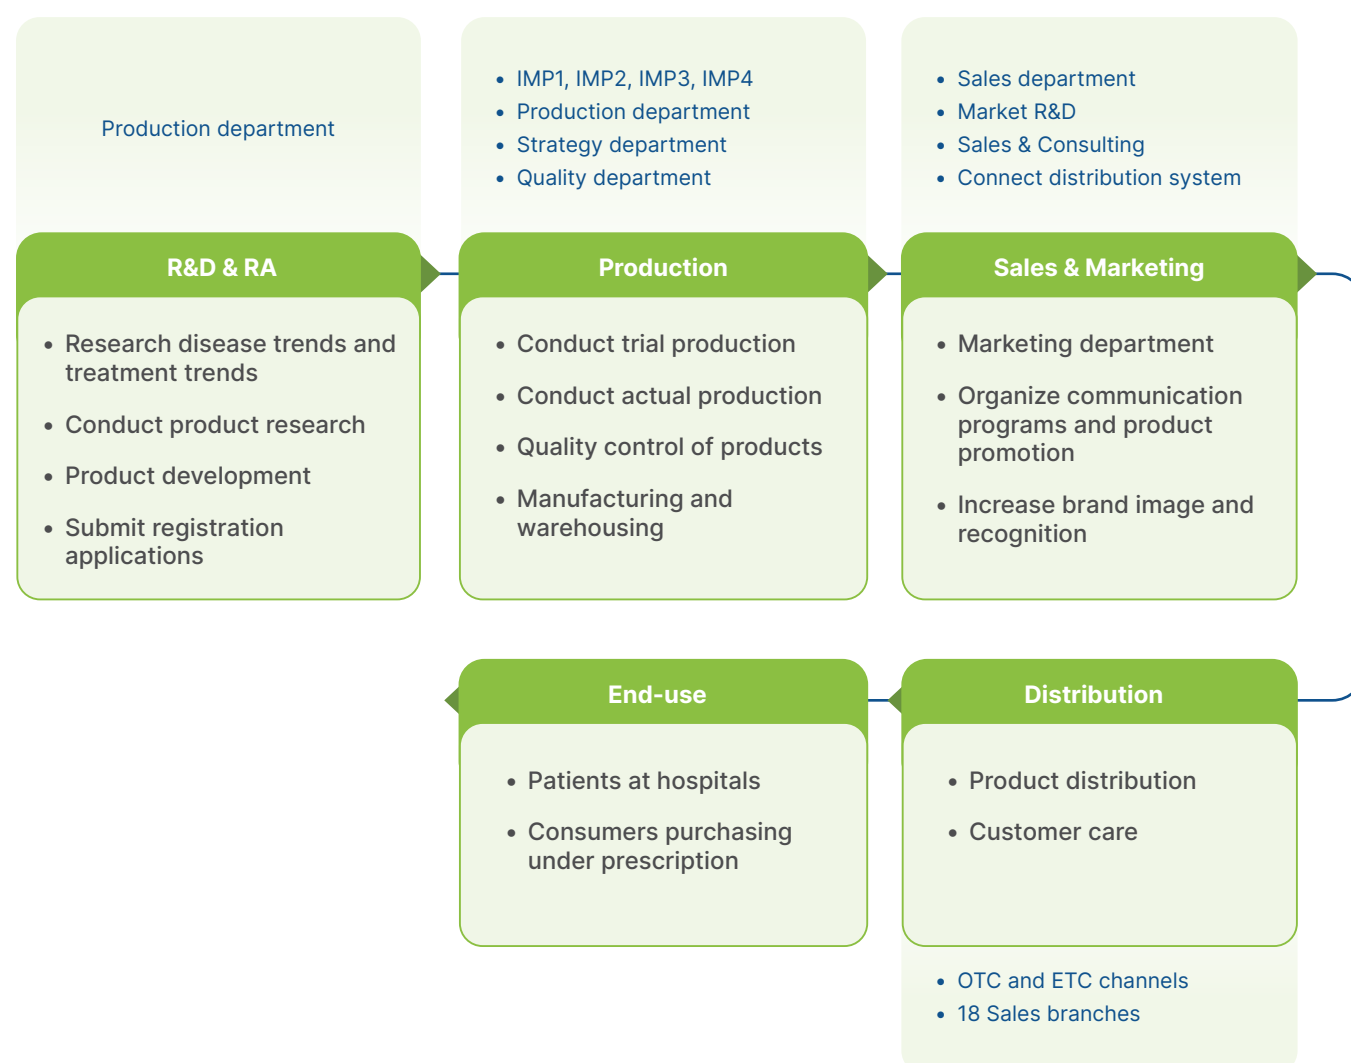 Production department
R&D & RA
• Research disease trends and
treatment trends
• Conduct product research
• Product development
• Submit registration
applications
• IMP1, IMP2, IMP3, IMP4
• Production department
• Strategy department
• Quality department
Production
• Conduct trial production
• Conduct actual production
• Quality control of products
• Manufacturing and
warehousing
• Sales department
• Market R&D
• Sales & Consulting
• Connect distribution system
Sales & Marketing
• Marketing department
• Organize communication
programs and product
promotion
• Increase brand image and
recognition
Distribution
• Product distribution
• Customer care
• OTC and ETC channels
• 18 Sales branches
End-use
• Patients at hospitals
• Consumers purchasing
under prescription